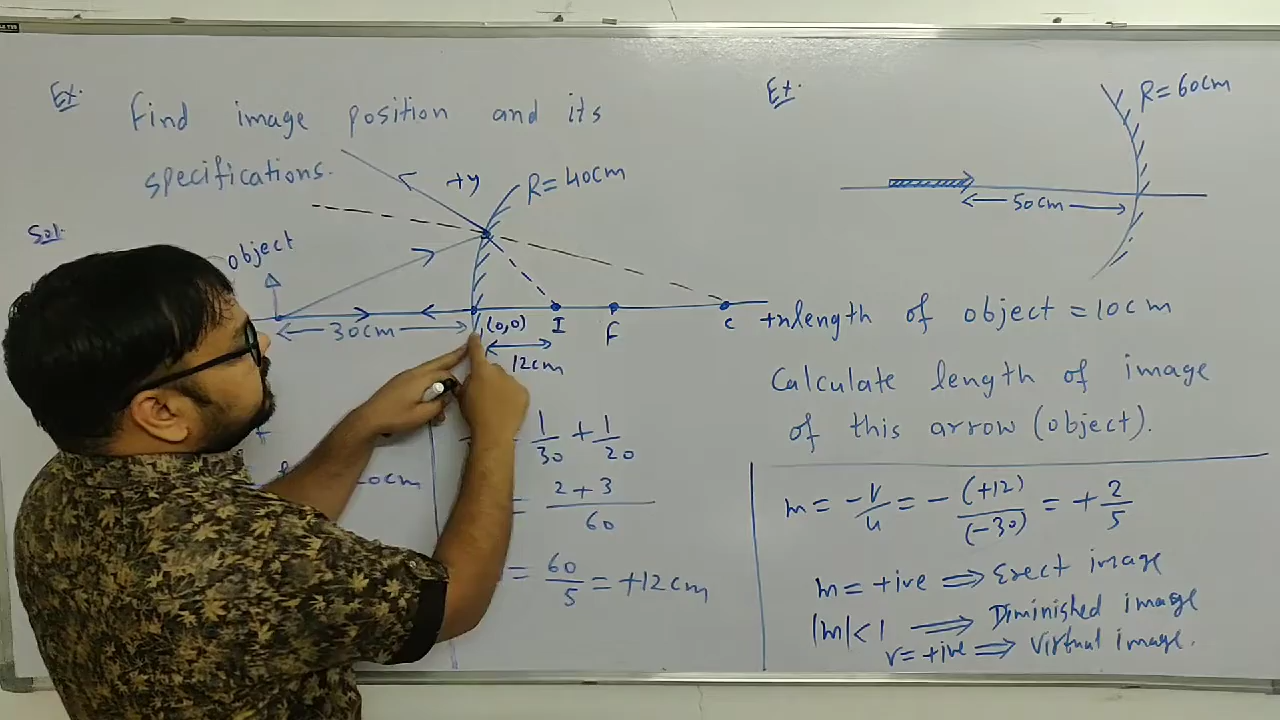 Ex:
Find image position and its
specifications.
+y
R=40cm
Sol:
object
30cm
(0,0)
I
F
C
+x
12cm
20cm
1/30 + 1/20
= (2+3)/60
= 60/5 = +12cm
Ex:
R=60cm
50cm
length of object = 10cm
Calculate length of image
of this arrow (object).
m = -v/u = - (+12)/(-30) = + 2/5
m = +ive ⟹ Erect image
|m| < 1 ⟹ Diminished image
v = +ive ⟹ Virtual image.